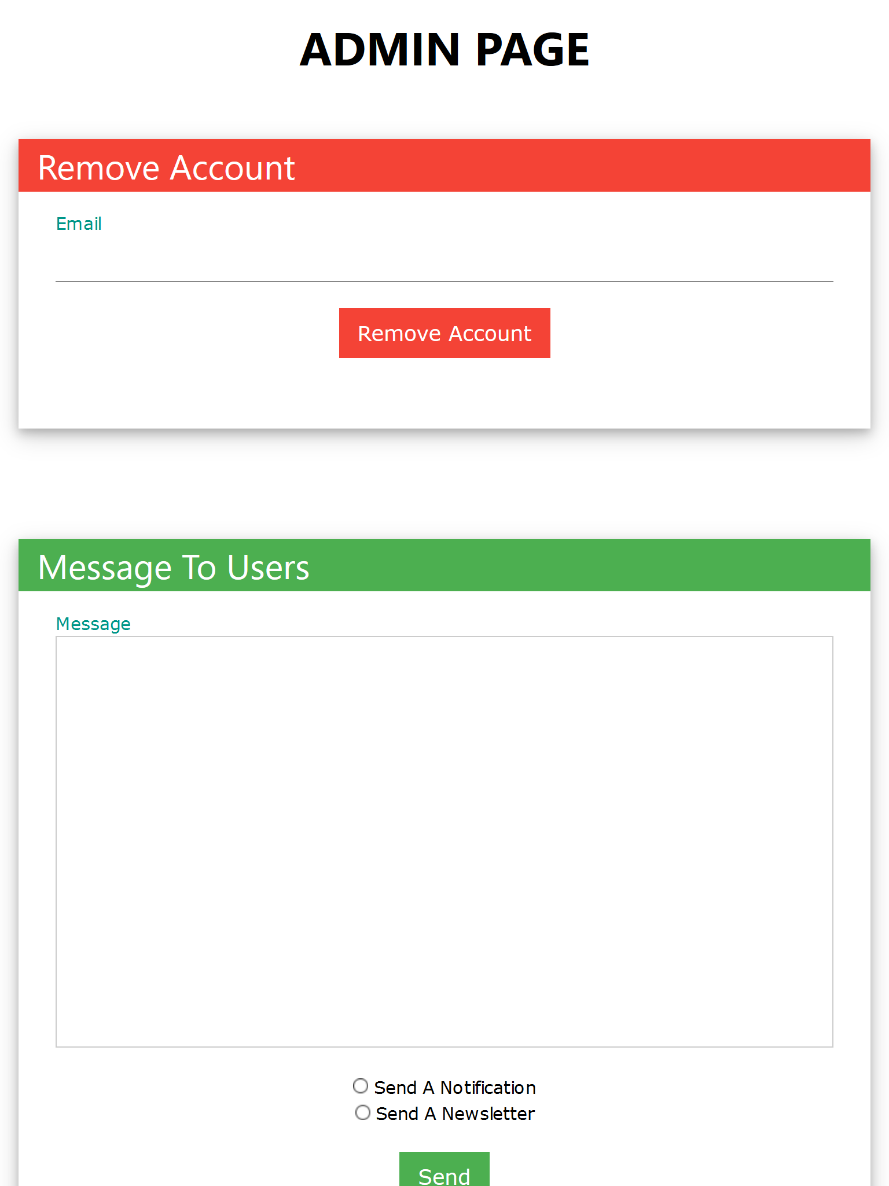 ADMIN PAGE
Remove Account
Email
Remove Account
Message To Users
Message
Send A Notification
Send A Newsletter
Send